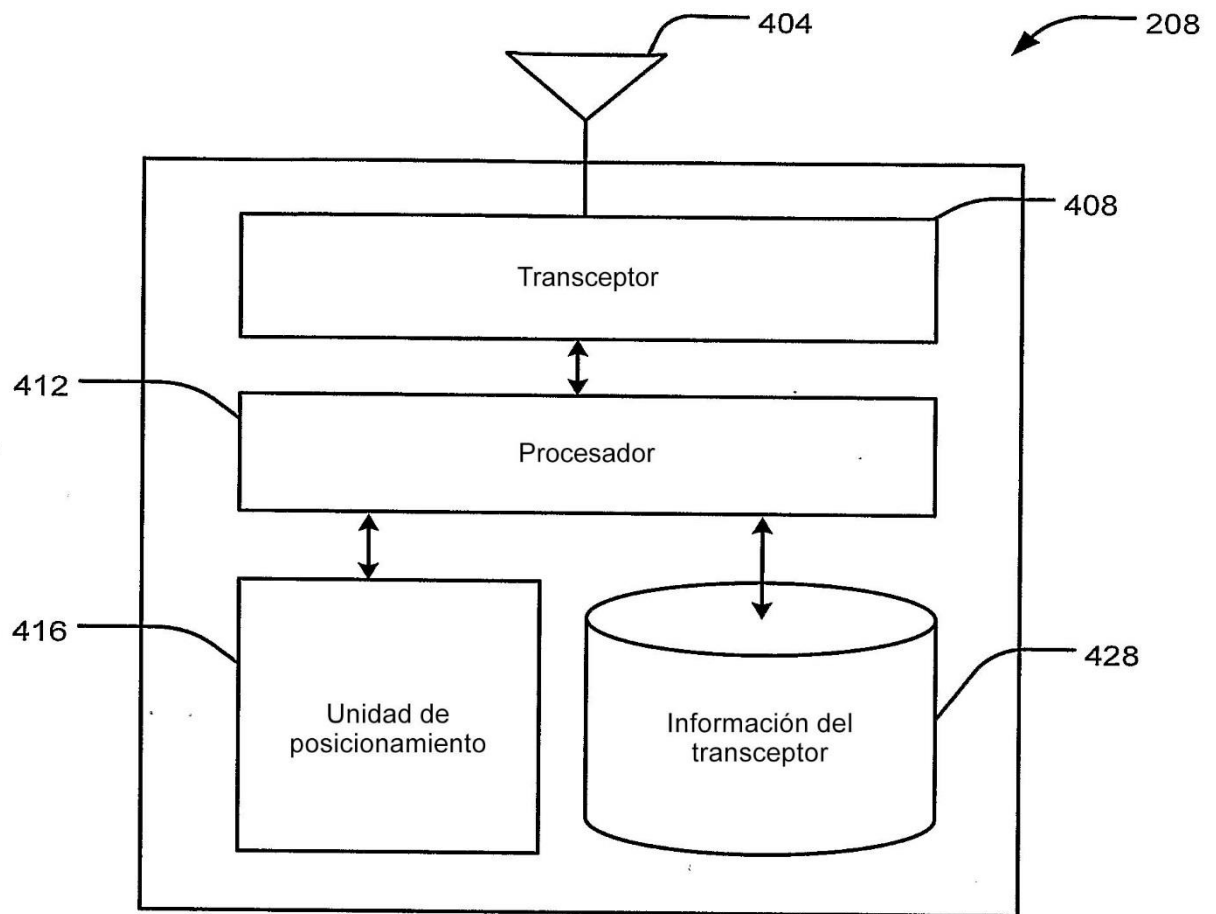 404
208
408
Transceptor
412
Procesador
416
Unidad de
posicionamiento
Información del
transceptor
428